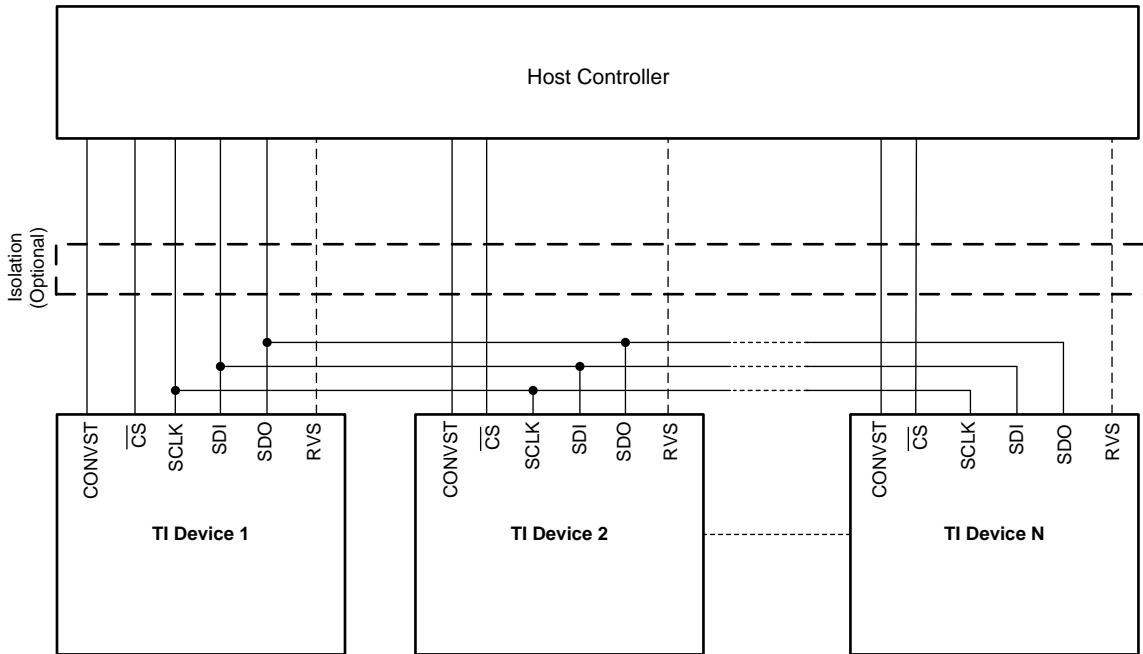 Host Controller
Isolation
(Optional)
CONVST
CS
SCLK
SDI
SDO
RVS
CONVST
CS
SCLK
SDI
SDO
RVS
CONVST
CS
SCLK
SDI
SDO
RVS
TI Device 1
TI Device 2
TI Device N